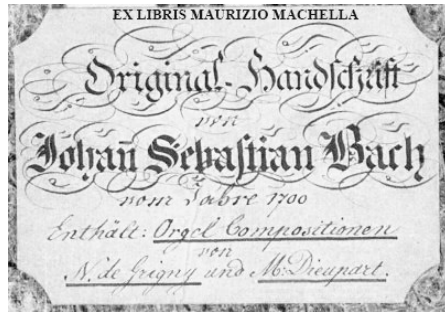 EX LIBRIS MAURIZIO MACHELLA
Original-Handschrift
von
Johañ Sebastian Bach
vom Jahre 1700
Enthält: Orgel Compositionen
von
N. de Grigny und M. Dieupart.